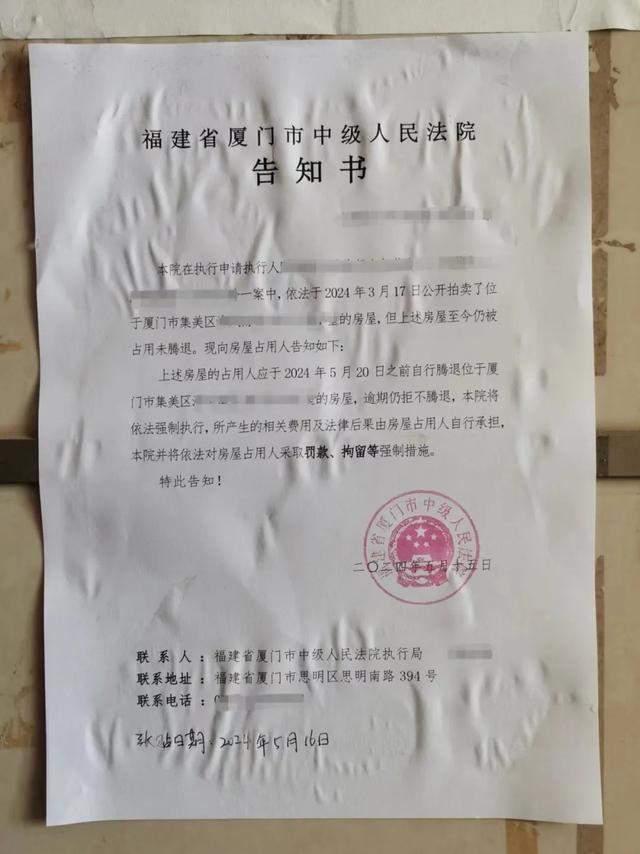 福建省厦门市中级人民法院
告知书
本院在执行申请执行人
一案中，依法于2024年3月17日公开拍卖了位
于厦门市集美区 的房屋，但上述房屋至今仍被
占用未腾退。现向房屋占用人告知如下：
上述房屋的占用人应于2024年5月20日之前自行腾退位于厦
门市集美区 的房屋，逾期仍拒不腾退，本院将
依法强制执行，所产生的相关费用及法律后果由房屋占用人自行承担，
本院并将依法对房屋占用人采取罚款、拘留等强制措施。
特此告知！
福建省厦门市中级人民法院
二〇二四年五月十五日
联系人：福建省厦门市中级人民法院执行局
联系地址：福建省厦门市思明区思明南路394号
联系电话：
张贴日期：2024年5月16日